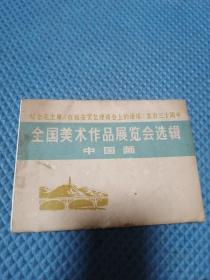 纪念毛主席《在延安文艺座谈会上的讲话》发表三十周年
全国美术作品展览会选辑
中国画